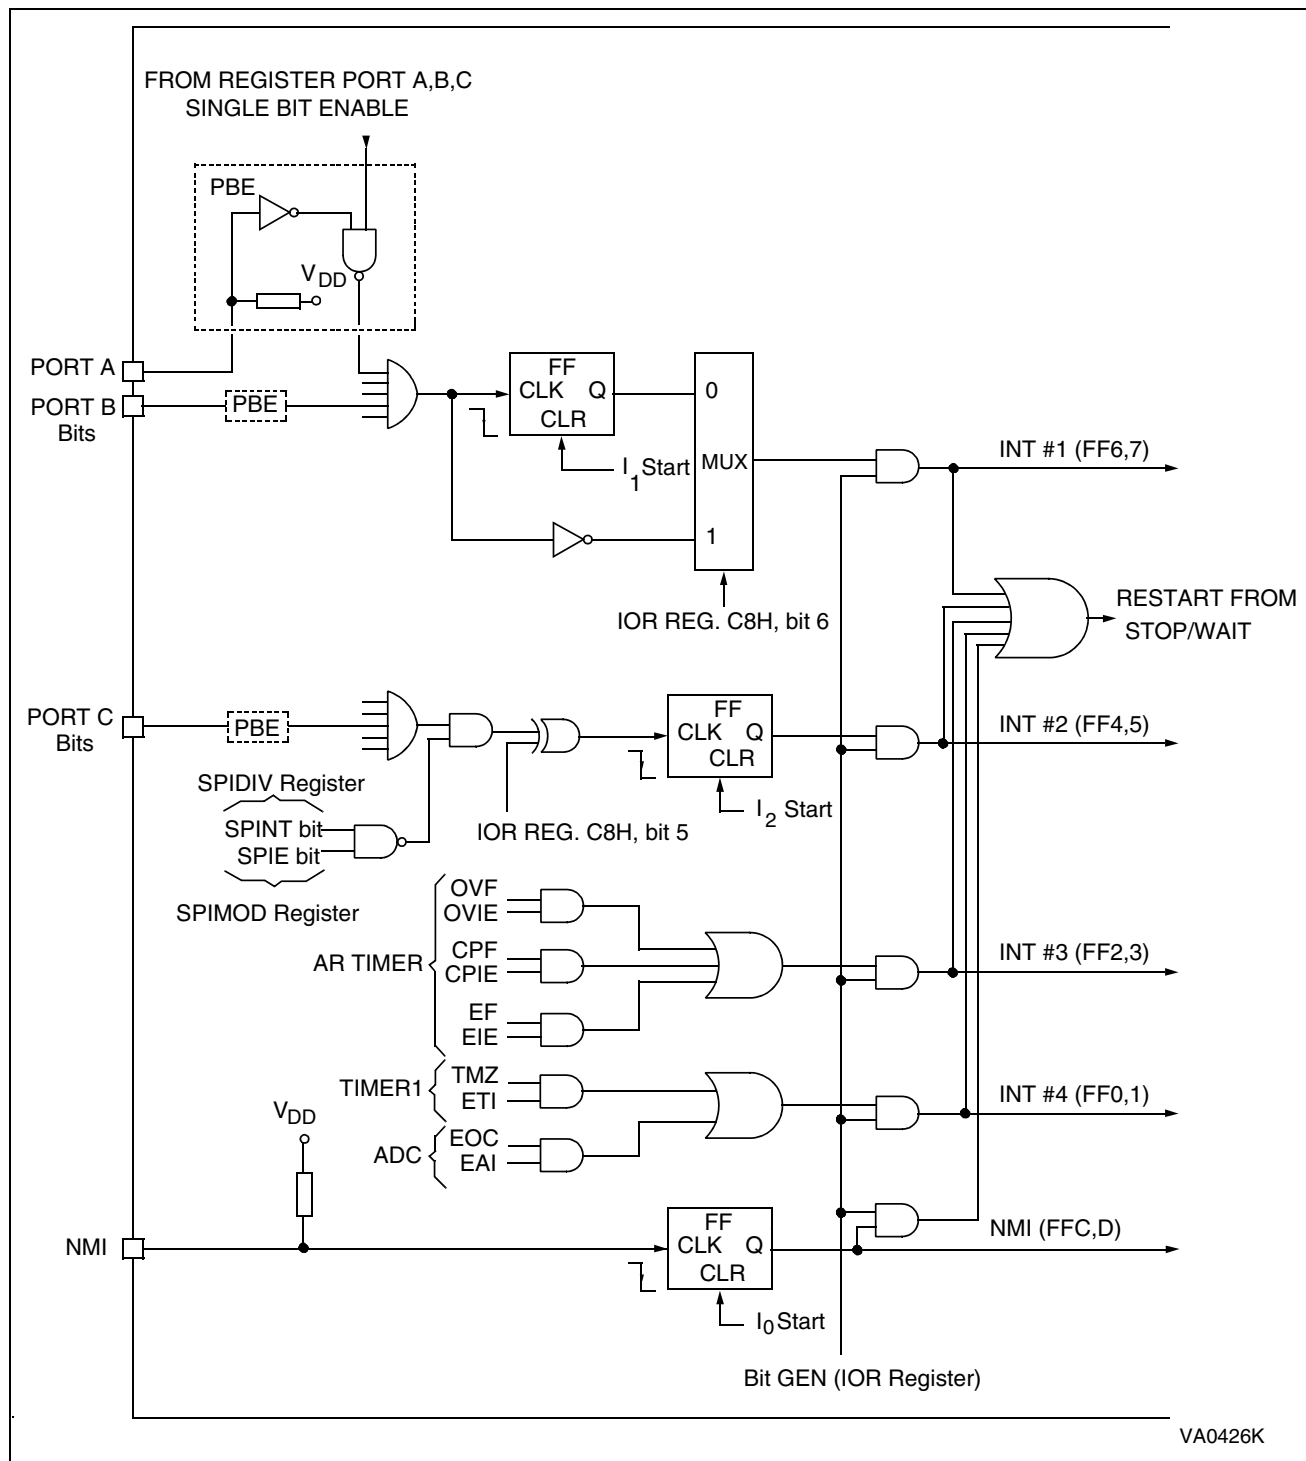 FROM REGISTER PORT A,B,C
SINGLE BIT ENABLE
PBE
VDD
PORT A
PORT B
Bits
PBE
FF
CLK Q
CLR
I1 Start
0
MUX
1
IOR REG. C8H, bit 6
INT #1 (FF6,7)
RESTART FROM
STOP/WAIT
PORT C
Bits
PBE
FF
CLK Q
CLR
I2 Start
INT #2 (FF4,5)
SPIDIV Register
SPINT bit
SPIE bit
SPIMOD Register
IOR REG. C8H, bit 5
AR TIMER
OVF
OVIE
CPF
CPIE
EF
EIE
INT #3 (FF2,3)
TIMER1
TMZ
ETI
INT #4 (FF0,1)
ADC
EOC
EAI
VDD
NMI
FF
CLK Q
CLR
I0 Start
NMI (FFC,D)
Bit GEN (IOR Register)
VA0426K